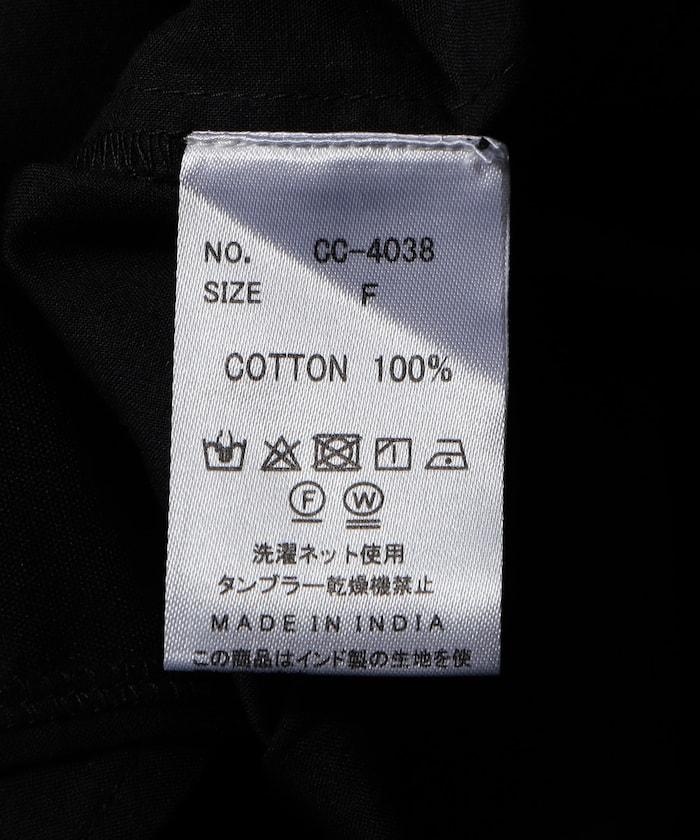 NO. CC-4038
SIZE F
COTTON 100%
F W
洗濯ネット使用
タンブラー乾燥機禁止
MADE IN INDIA
この商品はインド製の生地を使